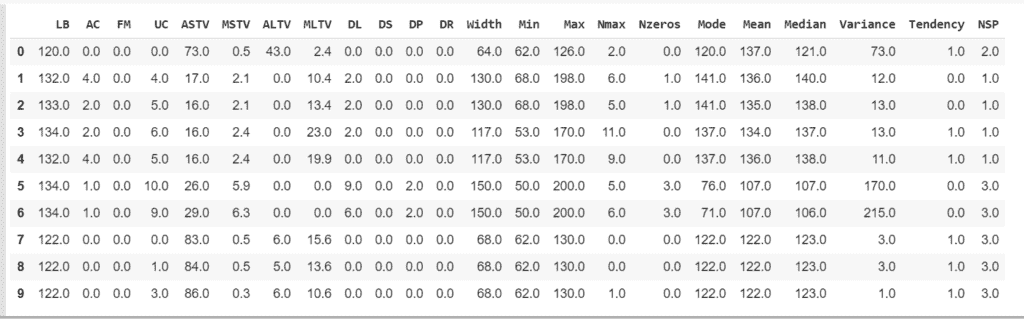 LB AC FM UC ASTV MSTV ALTV MLTV DL DS DP DR Width Min Max Nmax Nzeros Mode Mean Median Variance Tendency NSP
0 120.0 0.0 0.0 0.0 73.0 0.5 43.0 2.4 0.0 0.0 0.0 0.0 64.0 62.0 126.0 2.0 0.0 120.0 137.0 121.0 73.0 1.0 2.0
1 132.0 4.0 0.0 4.0 17.0 2.1 0.0 10.4 2.0 0.0 0.0 0.0 130.0 68.0 198.0 6.0 1.0 141.0 136.0 140.0 12.0 0.0 1.0
2 133.0 2.0 0.0 5.0 16.0 2.1 0.0 13.4 2.0 0.0 0.0 0.0 130.0 68.0 198.0 5.0 1.0 141.0 135.0 138.0 13.0 0.0 1.0
3 134.0 2.0 0.0 6.0 16.0 2.4 0.0 23.0 2.0 0.0 0.0 0.0 117.0 53.0 170.0 11.0 0.0 137.0 134.0 137.0 13.0 1.0 1.0
4 132.0 4.0 0.0 5.0 16.0 2.4 0.0 19.9 0.0 0.0 0.0 0.0 117.0 53.0 170.0 9.0 0.0 137.0 136.0 138.0 11.0 1.0 1.0
5 134.0 1.0 0.0 10.0 26.0 5.9 0.0 0.0 9.0 0.0 2.0 0.0 150.0 50.0 200.0 5.0 3.0 76.0 107.0 107.0 170.0 0.0 3.0
6 134.0 1.0 0.0 9.0 29.0 6.3 0.0 0.0 6.0 0.0 2.0 0.0 150.0 50.0 200.0 6.0 3.0 71.0 107.0 106.0 215.0 0.0 3.0
7 122.0 0.0 0.0 0.0 83.0 0.5 6.0 15.6 0.0 0.0 0.0 0.0 68.0 62.0 130.0 0.0 0.0 122.0 122.0 123.0 3.0 1.0 3.0
8 122.0 0.0 0.0 1.0 84.0 0.5 5.0 13.6 0.0 0.0 0.0 0.0 68.0 62.0 130.0 0.0 0.0 122.0 122.0 123.0 3.0 1.0 3.0
9 122.0 0.0 0.0 3.0 86.0 0.3 6.0 10.6 0.0 0.0 0.0 0.0 68.0 62.0 130.0 1.0 0.0 122.0 122.0 123.0 1.0 1.0 3.0